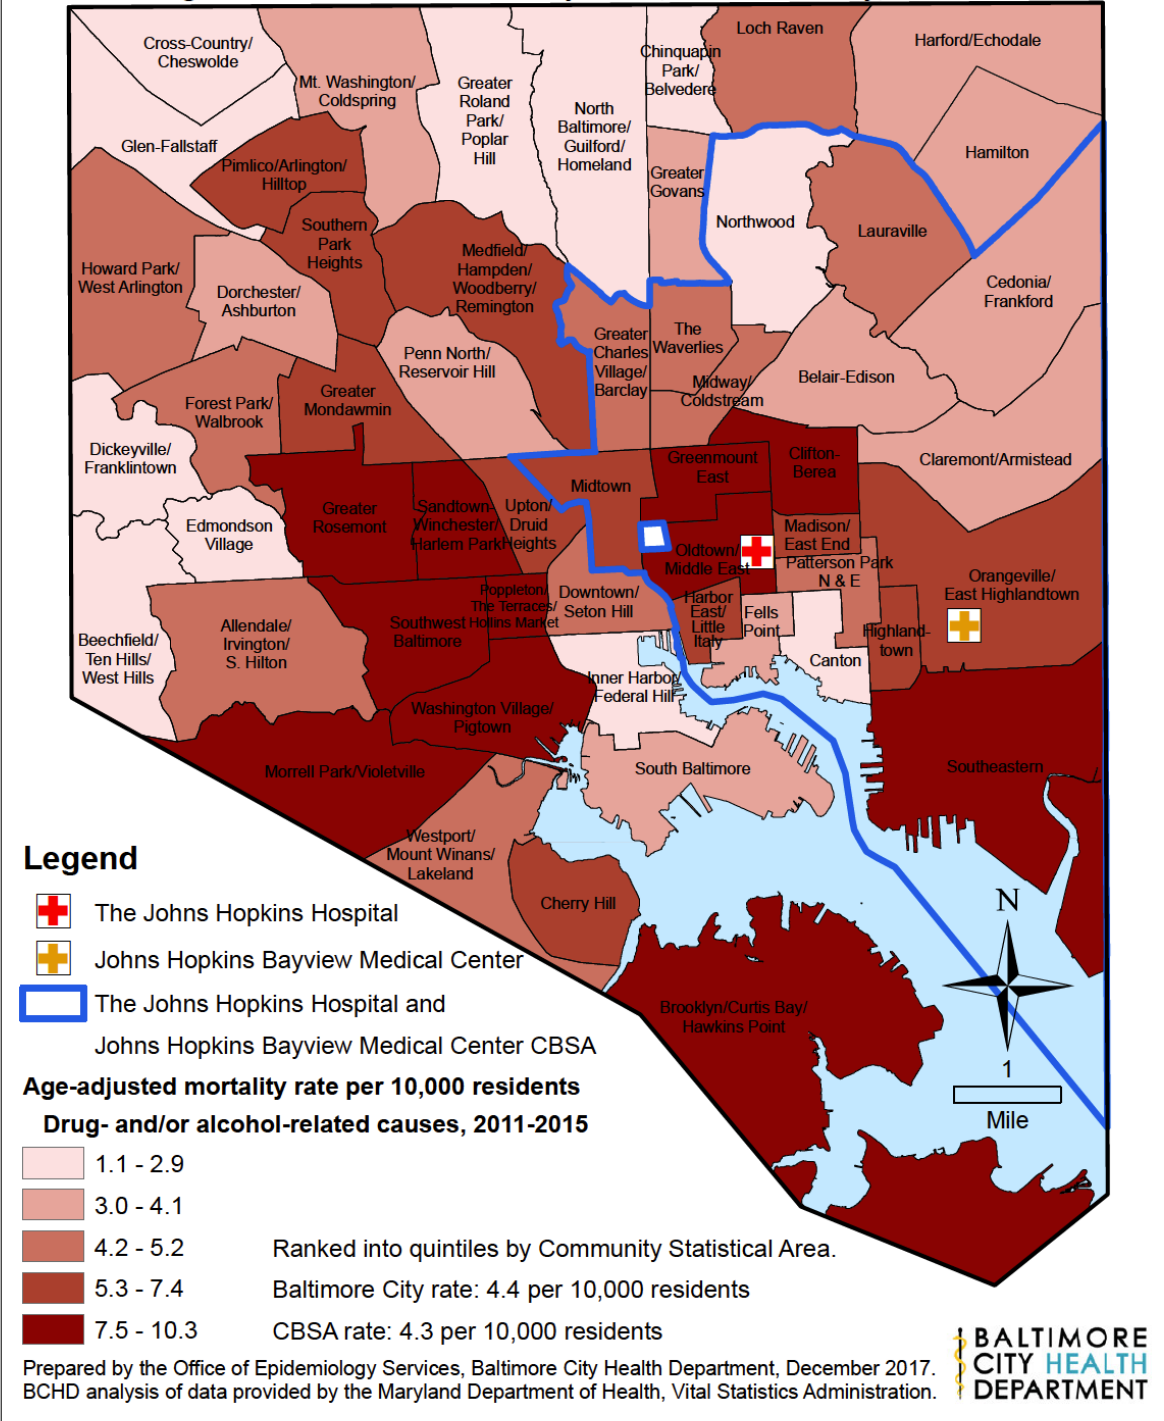 Cross-Country/
Cheswolde
Mt. Washington/
Coldspring
Greater
Roland
Park/
Poplar
Hill
North
Baltimore/
Guilford/
Homeland
Chinquapin
Park/
Belvedere
Loch Raven
Harford/Echodale
Glen-Fallstaff
Pimlico/Arlington/
Hilltop
Greater
Govans
Hamilton
Northwood
Lauraville
Southern
Park
Heights
Medfield/
Hampden/
Woodberry/
Remington
Howard Park/
West Arlington
Dorchester/
Ashburton
Cedonia/
Frankford
Greater
Charles
Village/
Barclay
The
Waverlies
Penn North/
Reservoir Hill
Belair-Edison
Midway/
Coldstream
Greater
Mondawmin
Forest Park/
Walbrook
Dickeyville/
Franklintown
Greenmount
East
Clifton-
Berea
Claremont/Armistead
Midtown
Greater
Rosemont
Sandtown-
Winchester/
Harlem Park
Upton/
Druid
Heights
Edmondson
Village
Madison/
East End
Oldtown/
Middle East
Patterson Park
N & E
Orangeville/
East Highlandtown
Poppleton/
The Terraces/
Hollins Market
Downtown/
Seton Hill
Harbor
East/
Little
Italy
Fells
Point
Allendale/
Irvington/
S. Hilton
Southwest
Baltimore
Highland-
town
Beechfield/
Ten Hills/
West Hills
Canton
Inner Harbor/
Federal Hill
Washington Village/
Pigtown
Morrell Park/Violetville
South Baltimore
Southeastern
Westport/
Mount Winans/
Lakeland
Cherry Hill
Brooklyn/Curtis Bay/
Hawkins Point
N
1
Mile
Legend
The Johns Hopkins Hospital
Johns Hopkins Bayview Medical Center
The Johns Hopkins Hospital and
Johns Hopkins Bayview Medical Center CBSA
Age-adjusted mortality rate per 10,000 residents
Drug- and/or alcohol-related causes, 2011-2015
1.1 - 2.9
3.0 - 4.1
4.2 - 5.2 Ranked into quintiles by Community Statistical Area.
5.3 - 7.4 Baltimore City rate: 4.4 per 10,000 residents
7.5 - 10.3 CBSA rate: 4.3 per 10,000 residents
Prepared by the Office of Epidemiology Services, Baltimore City Health Department, December 2017.
BCHD analysis of data provided by the Maryland Department of Health, Vital Statistics Administration.
BALTIMORE
CITY HEALTH
DEPARTMENT